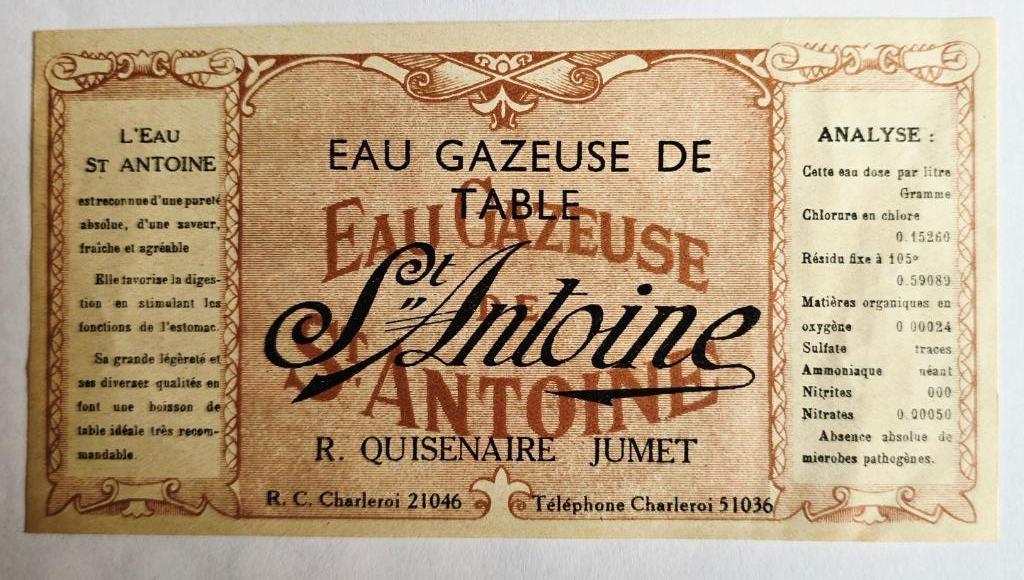 L'EAU
ST ANTOINE
est reconnue d'une pureté
absolue, d'une saveur,
fraîche et agréable
Elle favorise la diges-
tion en stimulant les
fonctions de l'estomac.
Sa grande légèreté et
ses diverses qualités en
font une boisson de
table idéale très recom-
mandable.
EAU GAZEUSE DE
TABLE
EAU GAZEUSE
DE
ST ANTOINE
St Antoine
R. QUISENAIRE JUMET
R. C. Charleroi 21046
Téléphone Charleroi 51036
ANALYSE :
Cette eau dose par litre
Gramme
Chlorure en chlore
0.15260
Résidu fixe à 105°
0.59089
Matières organiques en
oxygène 0 00024
Sulfate traces
Ammoniaque néant
Nitrites 000
Nitrates 0 00050
Absence absolue de
microbes pathogènes.